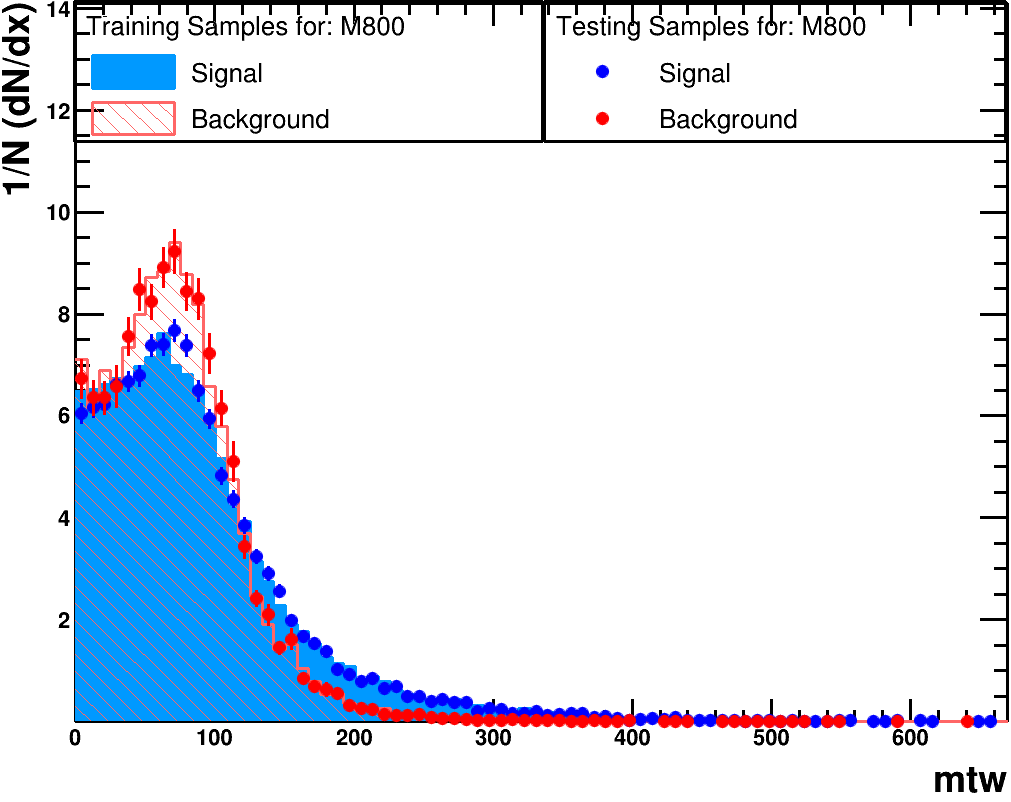 1/N (dN/dx)
14
12
10
8
6
4
2
Training Samples for: M800
Signal
Background
Testing Samples for: M800
Signal
Background
0 100 200 300 400 500 600
mtw